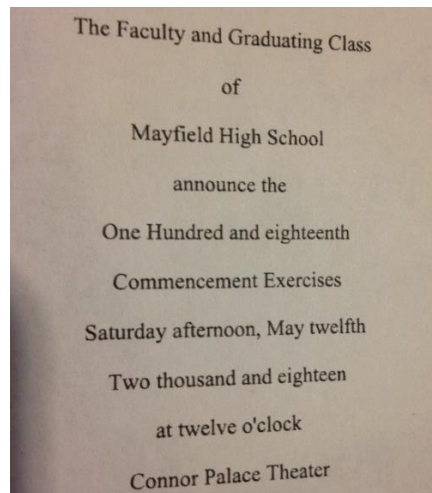 The Faculty and Graduating Class
of
Mayfield High School
announce the
One Hundred and eighteenth
Commencement Exercises
Saturday afternoon, May twelfth
Two thousand and eighteen
at twelve o'clock
Connor Palace Theater